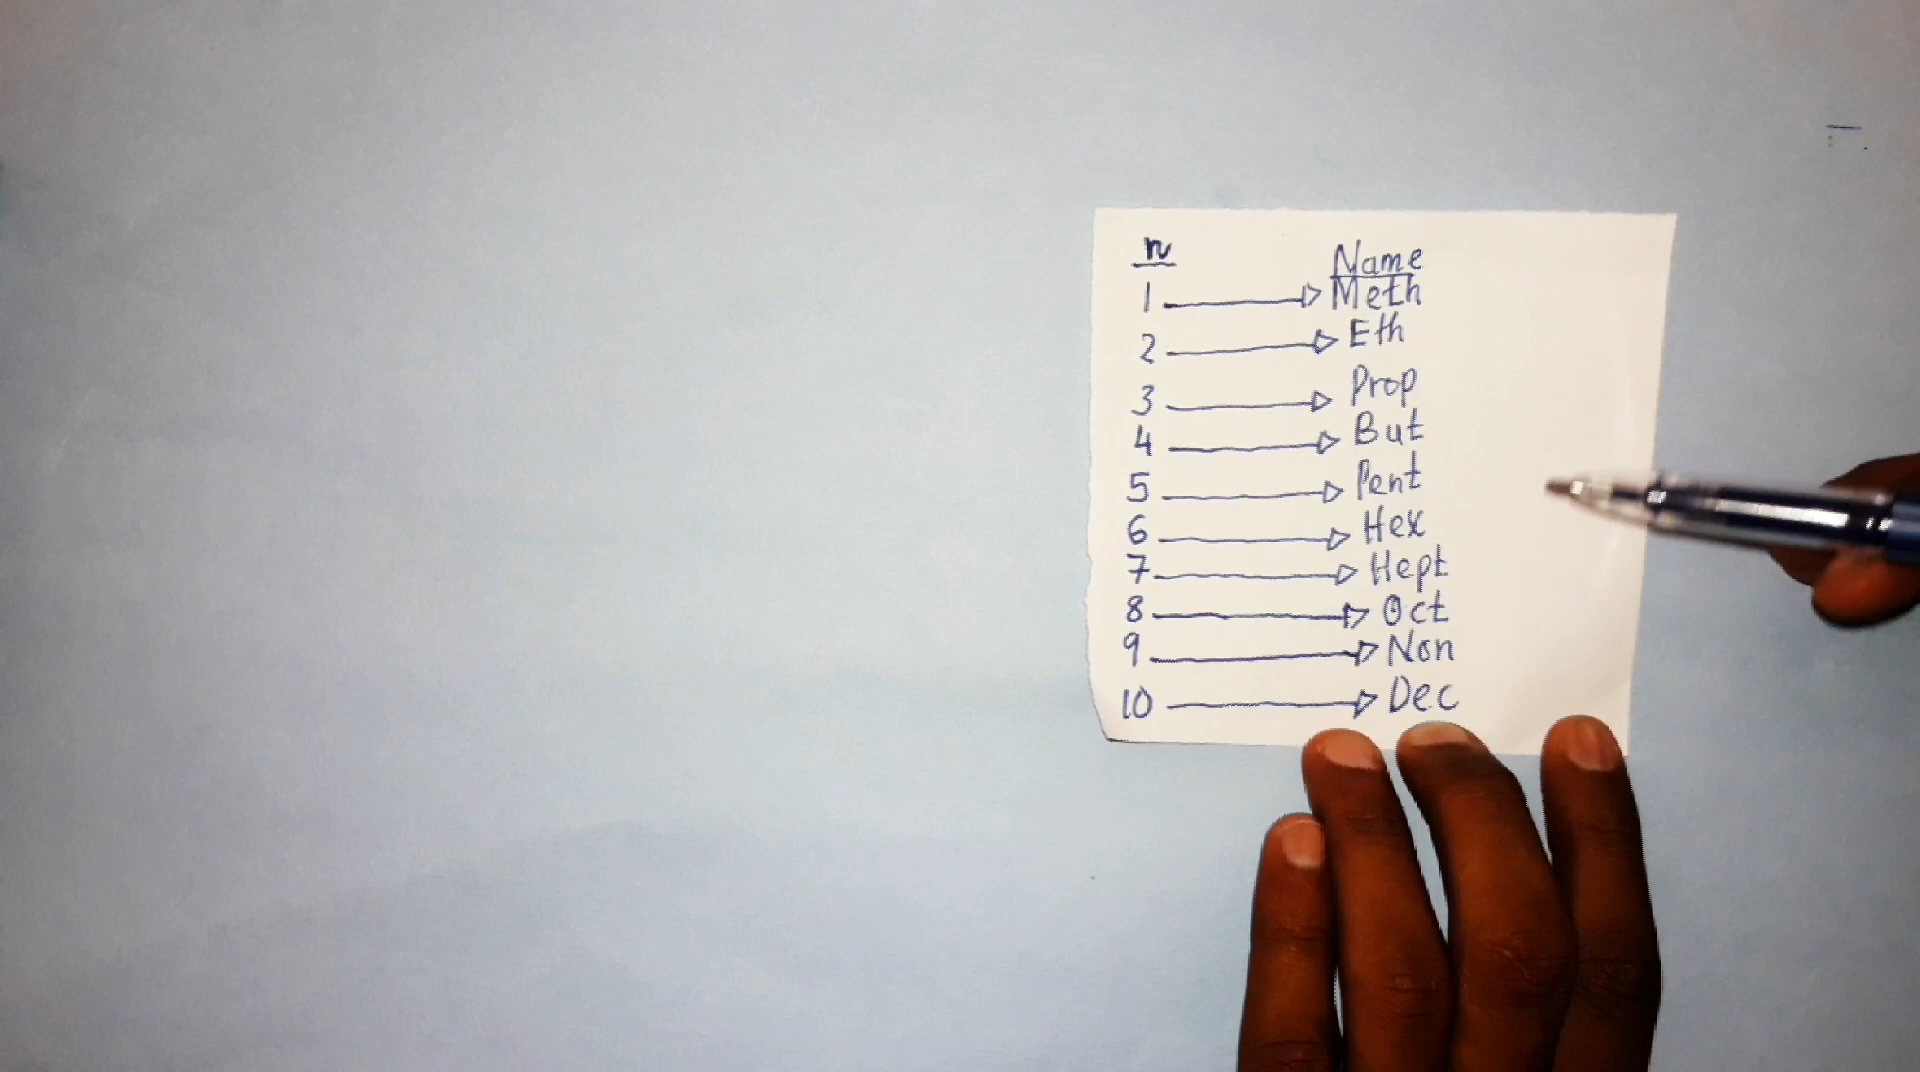 n Name
1 Meth
2 Eth
3 Prop
4 But
5 Pent
6 Hex
7 Hept
8 Oct
9 Non
10 Dec